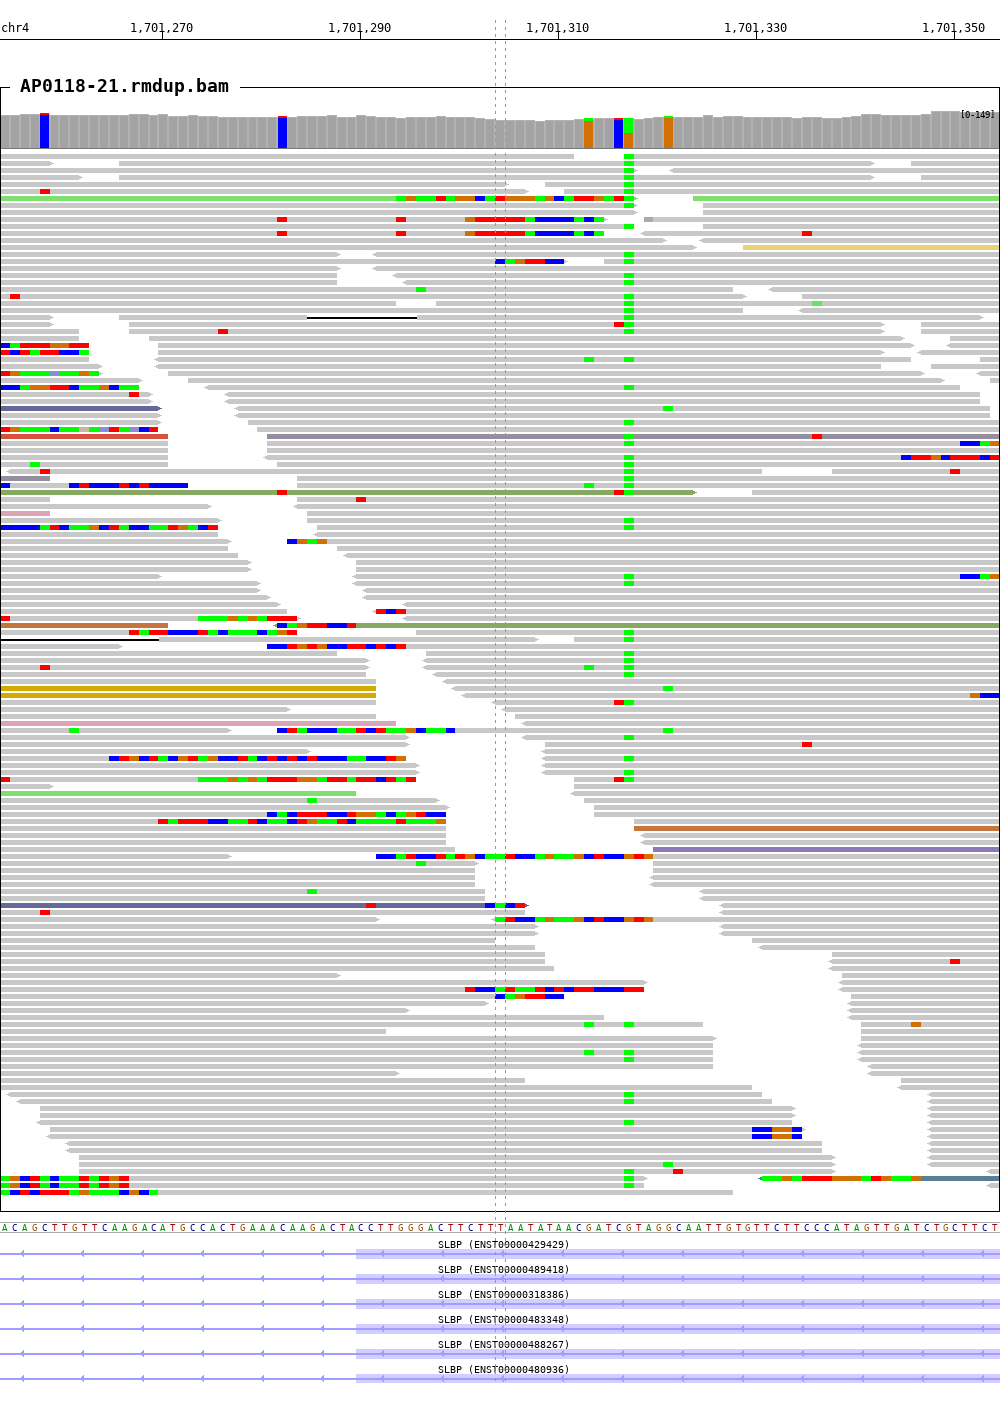 chr4 1,701,270 1,701,290 1,701,310 1,701,330 1,701,350
AP0118-21.rmdup.bam
[0-149]
A C A G C T T G T T C A A G A C A T G C C A C T G A A A C A A G A C T A C C T T G G G A C T T C T T T A A T A T A A C G A T C G T A G G C A A T T G T G T T C T T C C C A T A G T T G A T C T G C T T C T
SLBP (ENST00000429429)
SLBP (ENST00000489418)
SLBP (ENST00000318386)
SLBP (ENST00000483348)
SLBP (ENST00000488267)
SLBP (ENST00000480936)